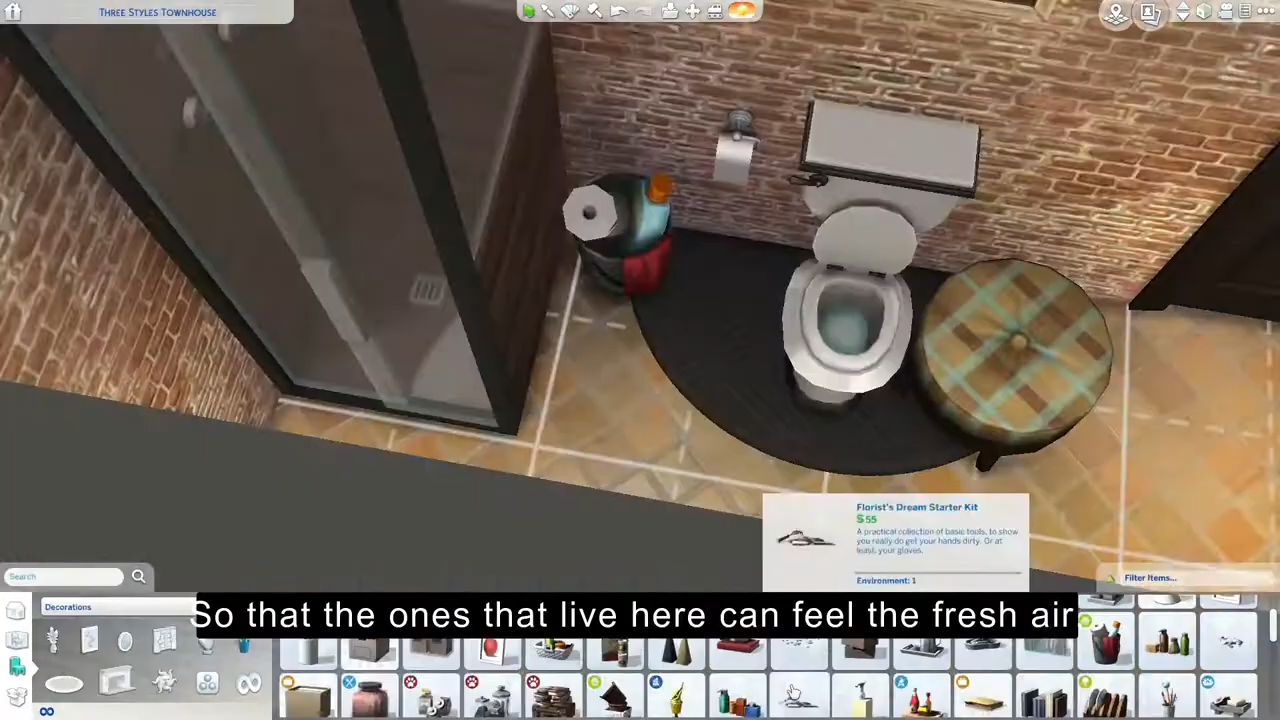 THREE STYLES TOWNHOUSE
Florist's Dream Starter Kit
§55
A practical collection of basic tools, to show
you really do get your hands dirty. Or at
least, your gloves.
Environment: 1
Search
Filter Items...
Decorations
So that the ones that live here can feel the fresh air